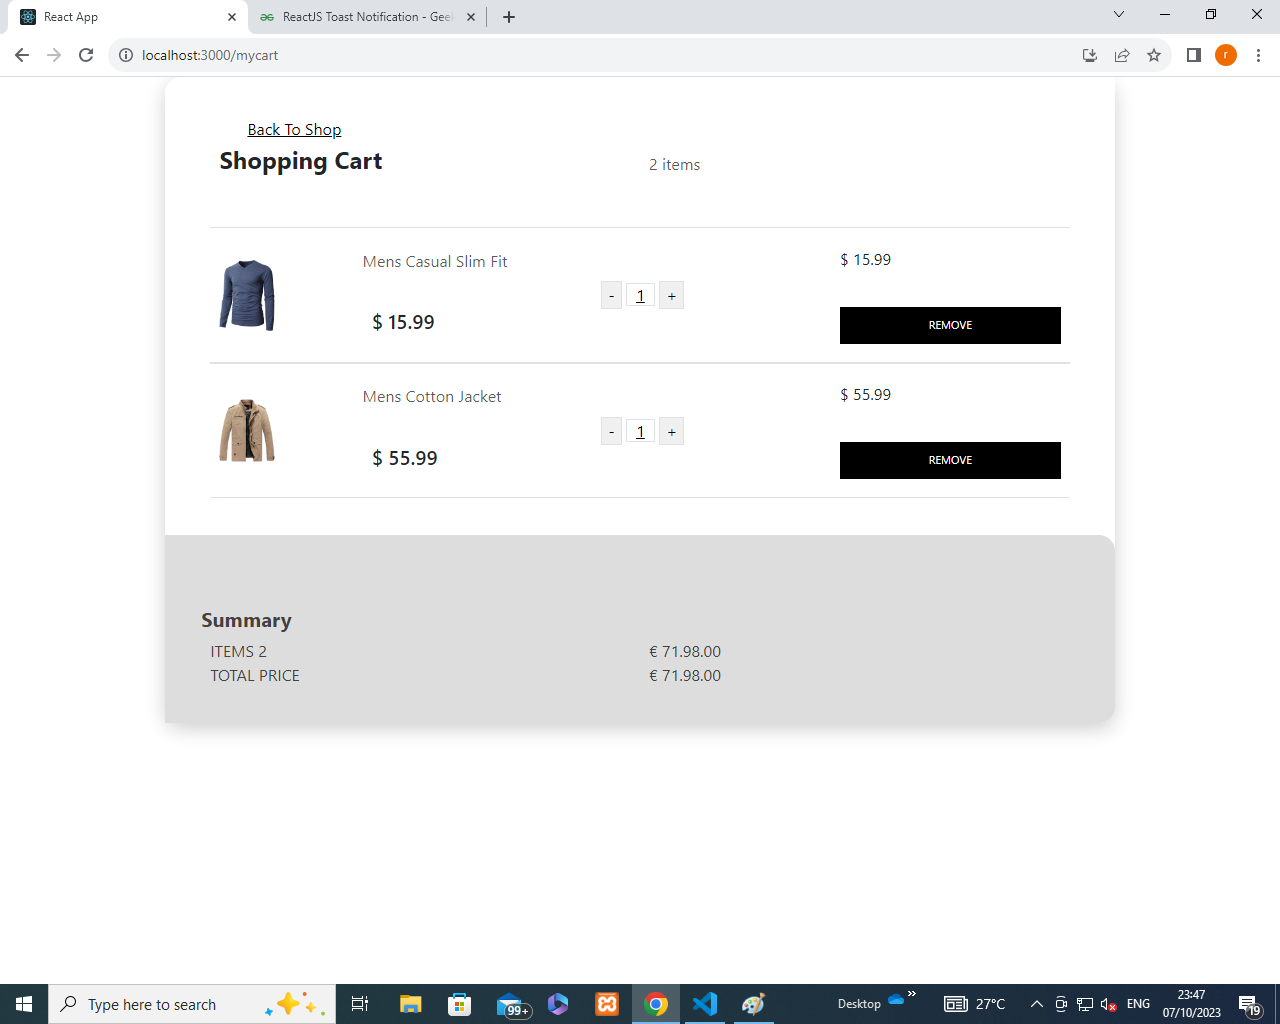 React App
ReactJS Toast Notification - Geek
localhost:3000/mycart
r
Back To Shop
Shopping Cart
2 items
Mens Casual Slim Fit
$ 15.99
- 1 +
$ 15.99
REMOVE
Mens Cotton Jacket
$ 55.99
- 1 +
$ 55.99
REMOVE
Summary
ITEMS 2
€ 71.98.00
TOTAL PRICE
€ 71.98.00
Type here to search
99+
Desktop
27°C
ENG
23:47
07/10/2023
19